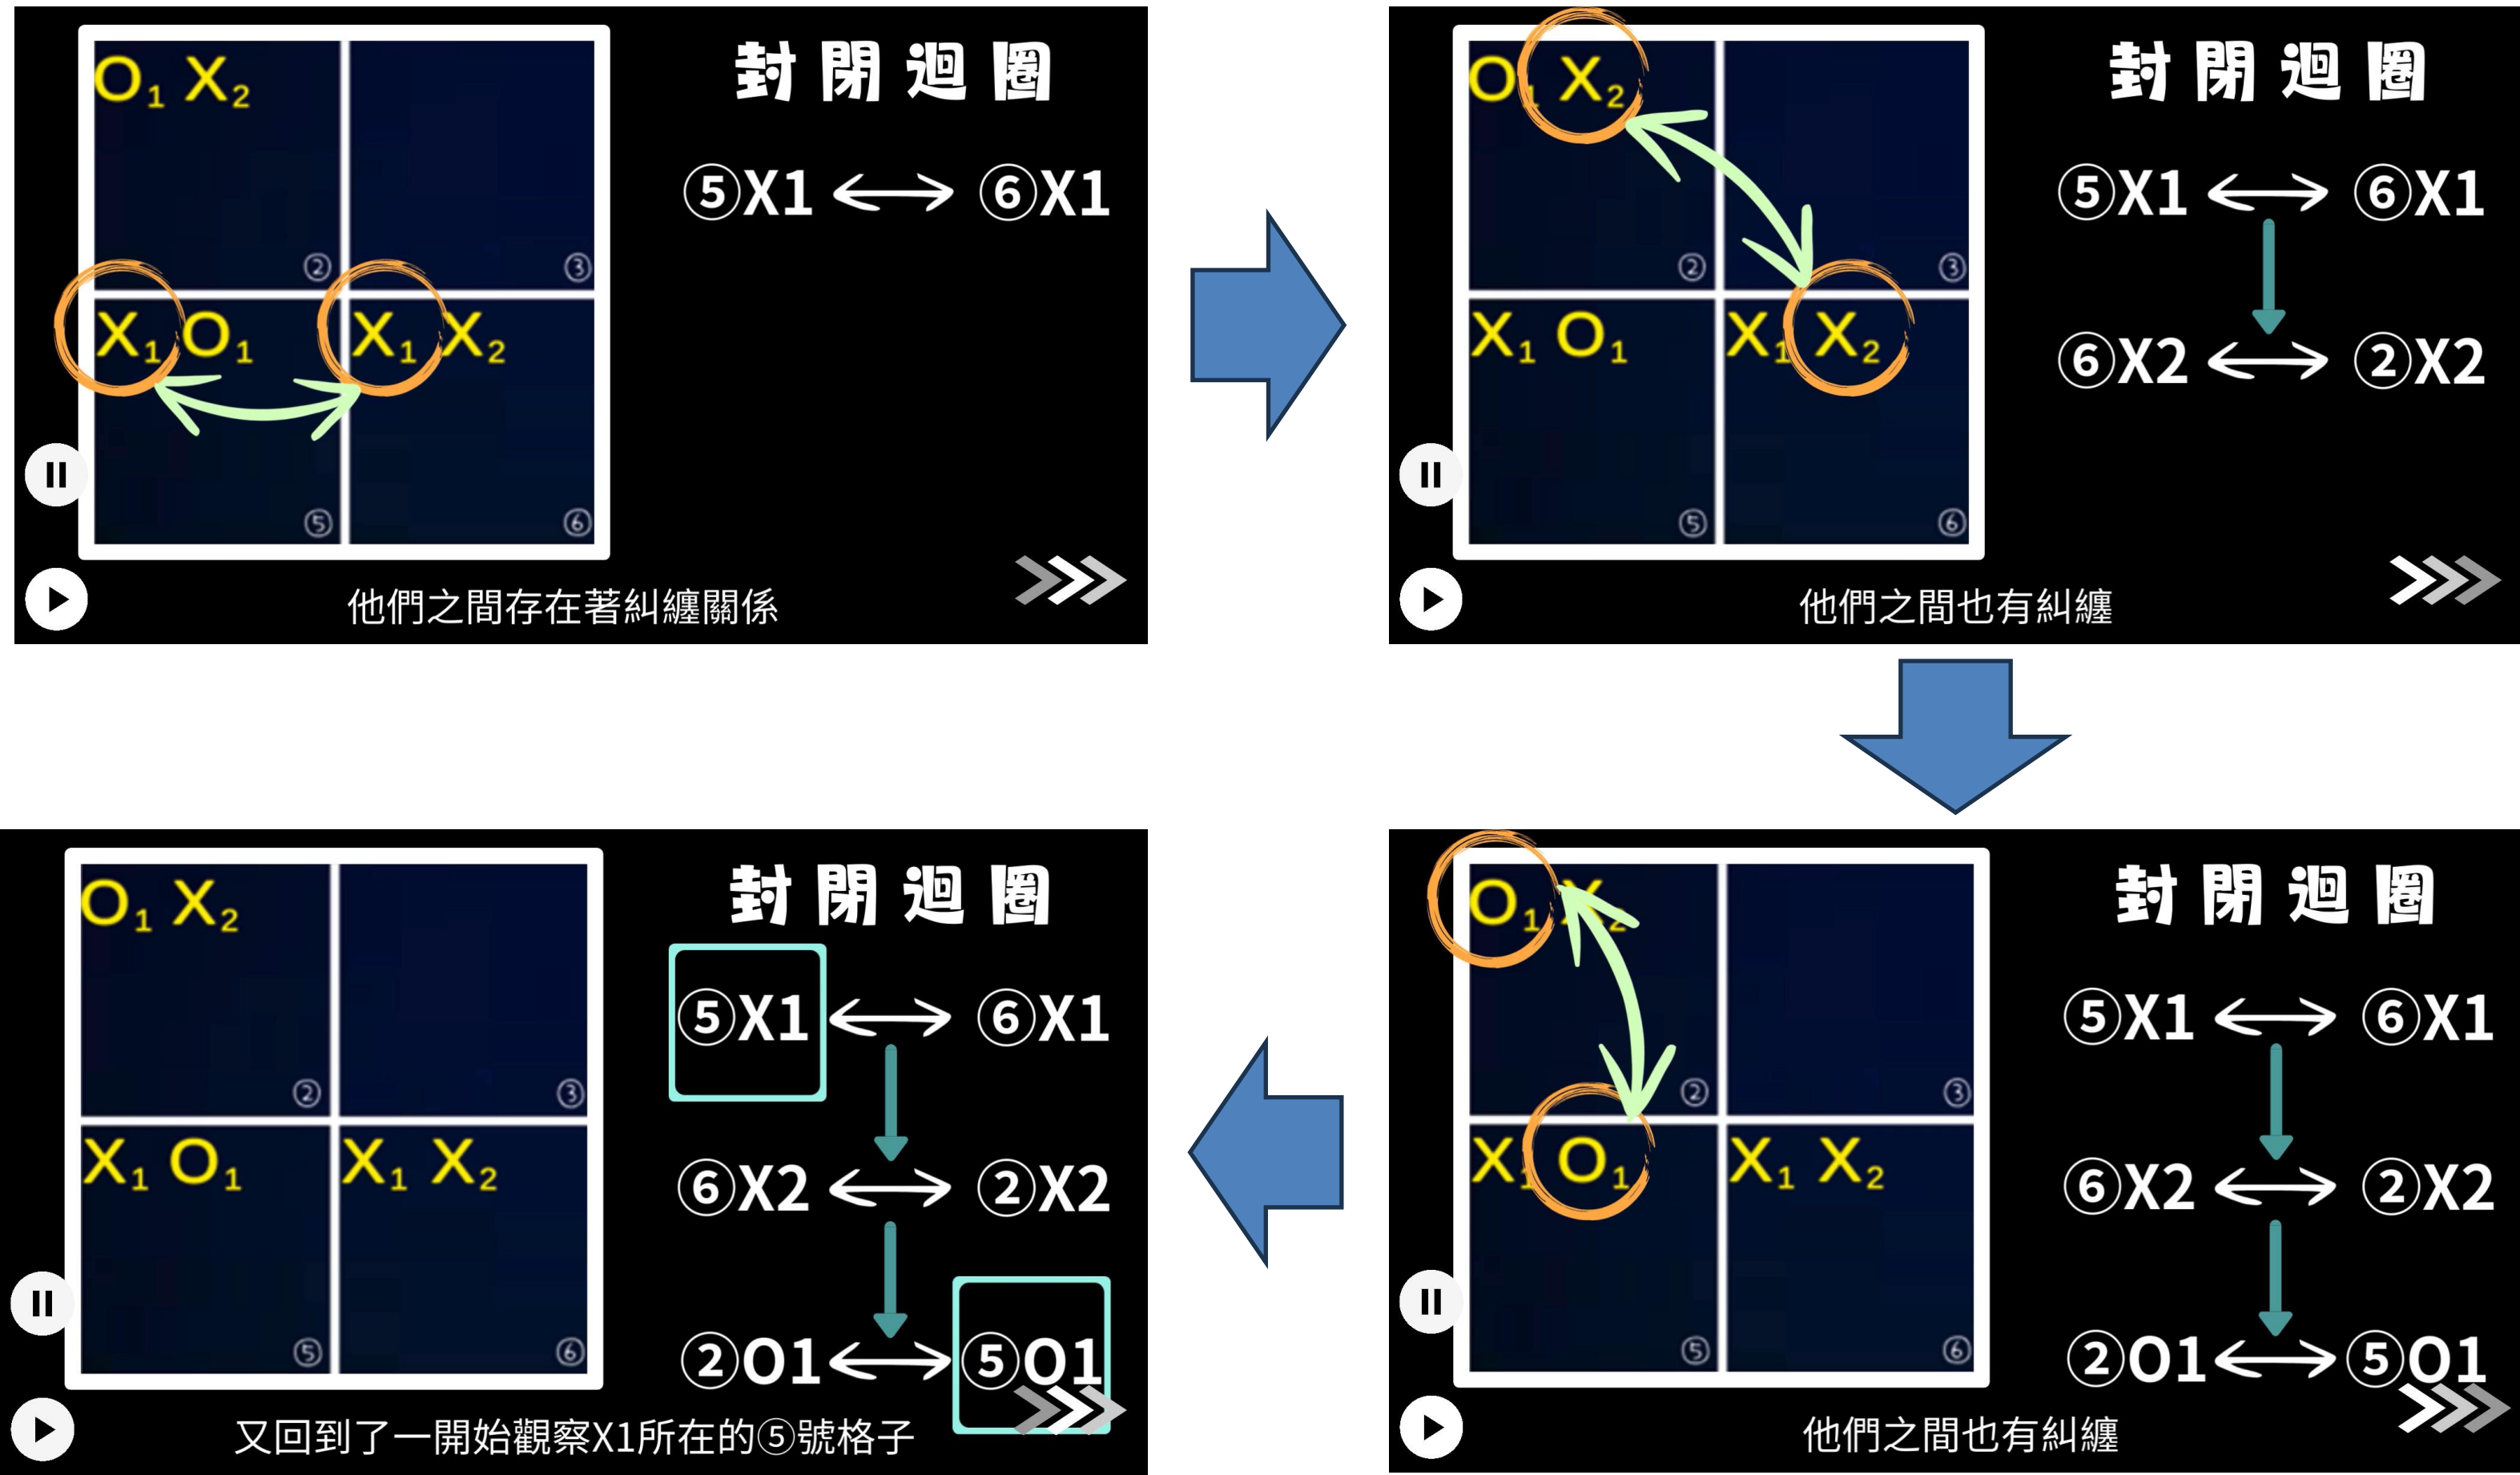 封閉迴圈
O₁ X₂
② ③
X₁ O₁ X₁ X₂
⑤ ⑥
⑤X1 ⑥X1
他們之間存在著糾纏關係
封閉迴圈
O₁ X₂
② ③
X₁ O₁ X₁ X₂
⑤ ⑥
⑤X1 ⑥X1
⑥X2 ②X2
他們之間也有糾纏
封閉迴圈
O₁ X₂
② ③
X₁ O₁ X₁ X₂
⑤ ⑥
⑤X1 ⑥X1
⑥X2 ②X2
②O1 ⑤O1
他們之間也有糾纏
封閉迴圈
O₁ X₂
② ③
X₁ O₁ X₁ X₂
⑤ ⑥
⑤X1 ⑥X1
⑥X2 ②X2
②O1 ⑤O1
又回到了一開始觀察X1所在的⑤號格子